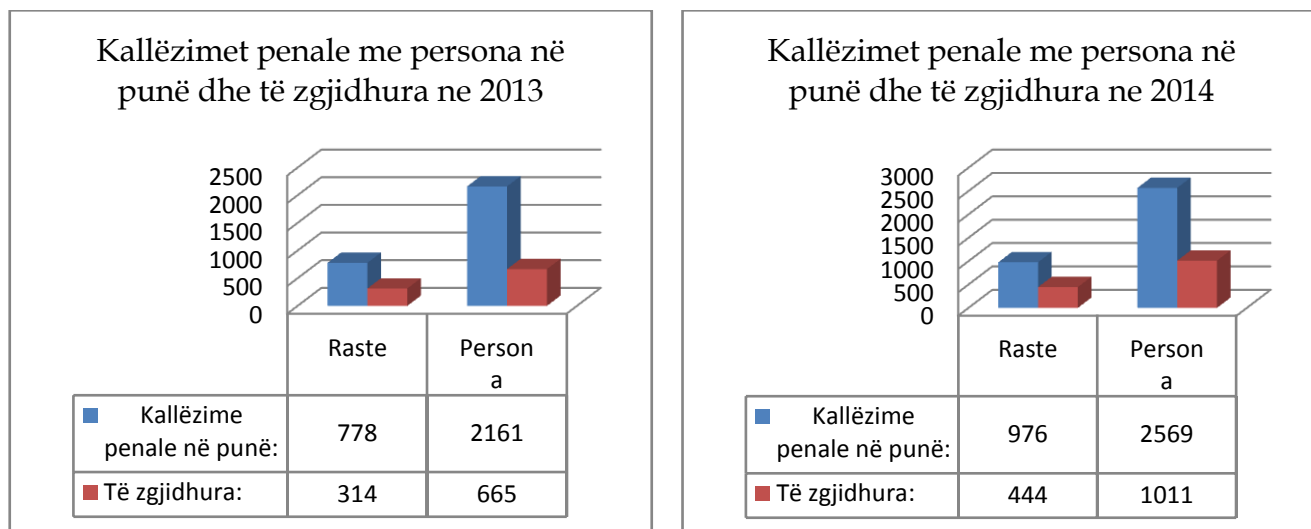 Kallëzimet penale me persona në
punë dhe të zgjidhura ne 2013
2500
2000
1500
1000
500
0
Raste
Person
a
Kallëzime
penale në punë:
778
2161
Të zgjidhura:
314
665
Kallëzimet penale me persona në
punë dhe të zgjidhura ne 2014
3000
2500
2000
1500
1000
500
0
Raste
Person
a
Kallëzime
penale në punë:
976
2569
Të zgjidhura:
444
1011